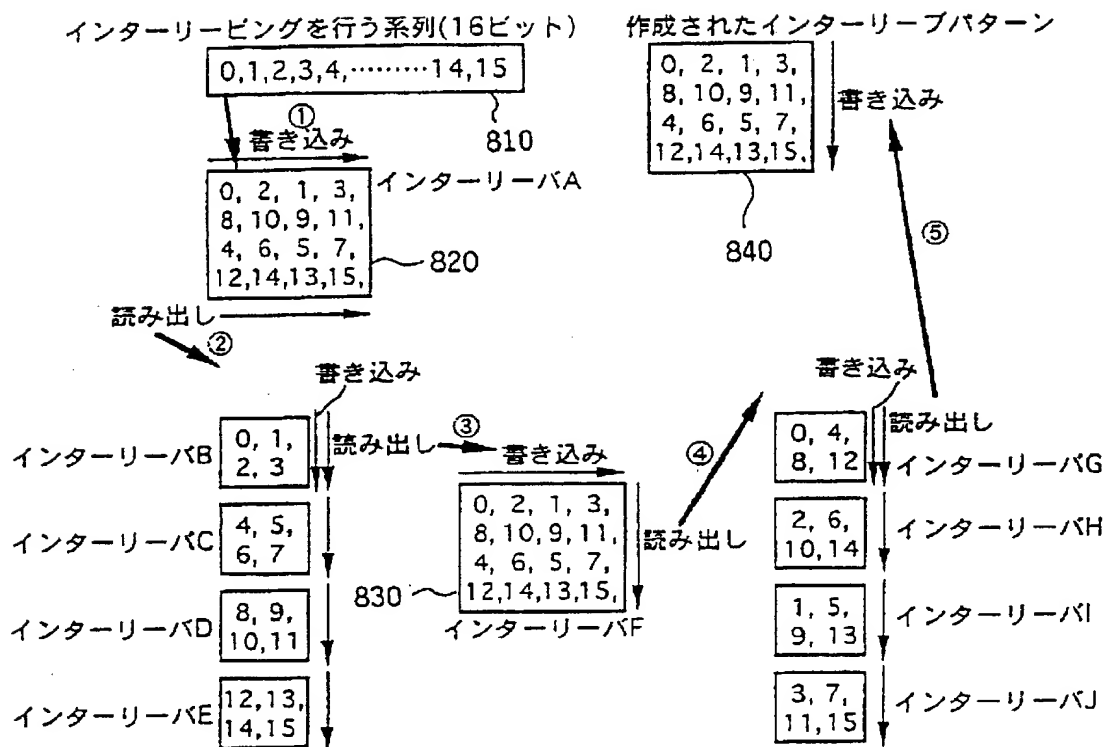 インターリービングを行う系列(16ビット)
0,1,2,3,4,………14,15
810
①
書き込み
インターリーバA
0, 2, 1, 3,
8, 10, 9, 11,
4, 6, 5, 7,
12,14,13,15,
820
読み出し
②
書き込み
インターリーバB
0, 1,
2, 3
読み出し
③
インターリーバC
4, 5,
6, 7
インターリーバD
8, 9,
10,11
インターリーバE
12,13,
14,15
書き込み
0, 2, 1, 3,
8, 10, 9, 11,
4, 6, 5, 7,
12,14,13,15,
830
インターリーバF
読み出し
④
書き込み
読み出し
0, 4,
8, 12
インターリーバG
2, 6,
10,14
インターリーバH
1, 5,
9, 13
インターリーバI
3, 7,
11,15
インターリーバJ
⑤
作成されたインターリーブパターン
0, 2, 1, 3,
8, 10, 9, 11,
4, 6, 5, 7,
12,14,13,15,
書き込み
840